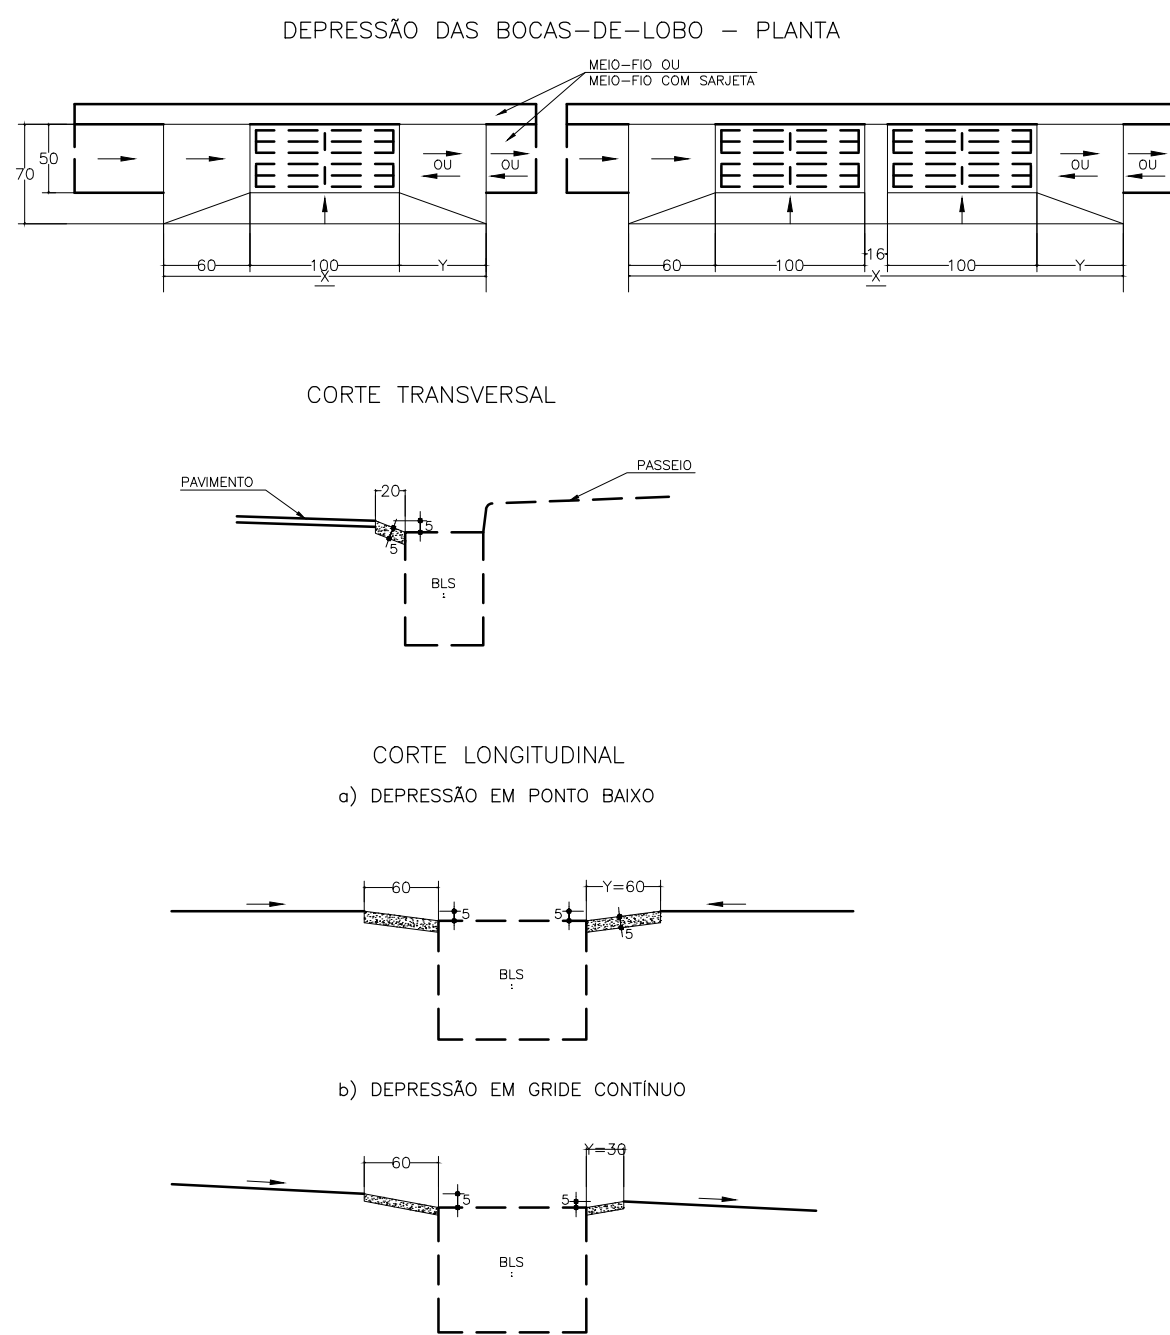 DEPRESSÃO DAS BOCAS-DE-LOBO - PLANTA
MEIO-FIO OU
MEIO-FIO COM SARJETA
70
50
OU
OU
OU
OU
60
100
Y
X
60
100
16
100
Y
X
CORTE TRANSVERSAL
PAVIMENTO
PASSEIO
20
5
5
BLS
CORTE LONGITUDINAL
a) DEPRESSÃO EM PONTO BAIXO
60
Y=60
5
5
5
BLS
b) DEPRESSÃO EM GRIDE CONTÍNUO
60
Y=30
5
5
BLS